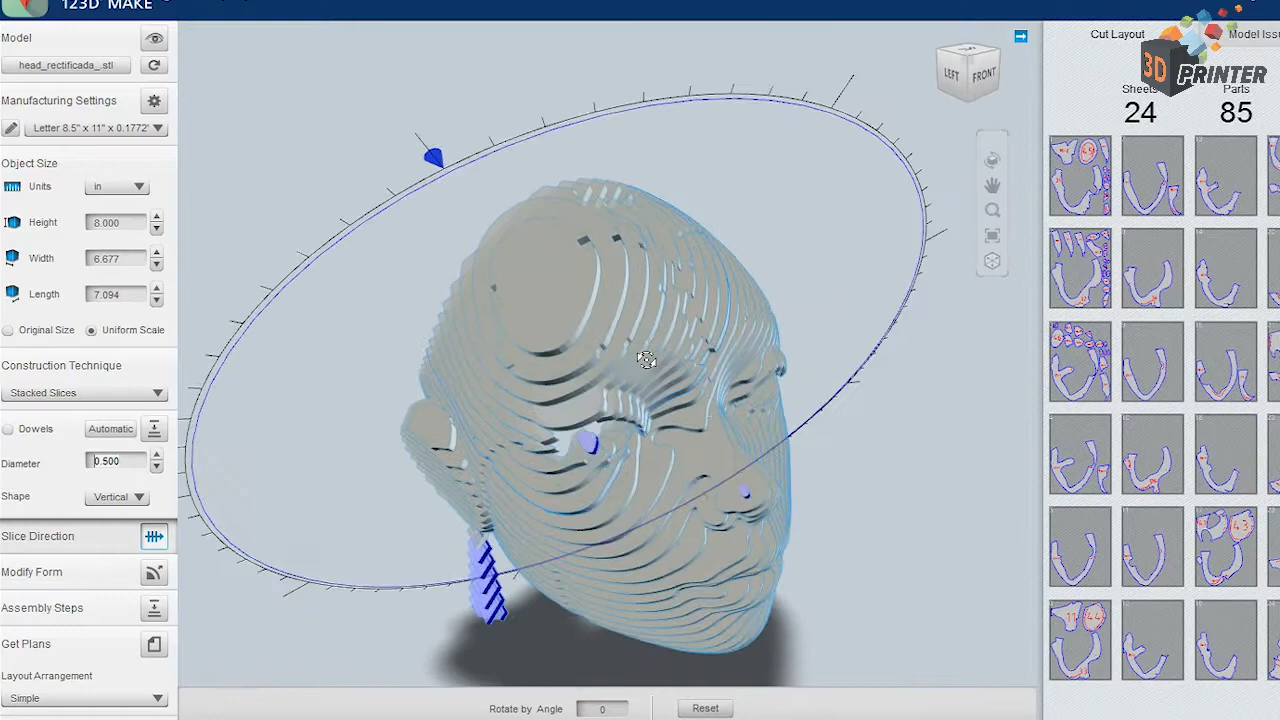 123D MAKE
Model
head_rectificada_.stl
Manufacturing Settings
Letter 8.5" x 11" x 0.1772"
Object Size
Units in
Height 8.000
Width 6.677
Length 7.094
Original Size Uniform Scale
Construction Technique
Stacked Slices
Dowels Automatic
Diameter 0.500
Shape Vertical
Slice Direction
Modify Form
Assembly Steps
Get Plans
Layout Arrangement
Simple
LEFT FRONT
Rotate by Angle 0 Reset
Cut Layout Model Issu
3D PRINTER
Sheets Parts
24 85